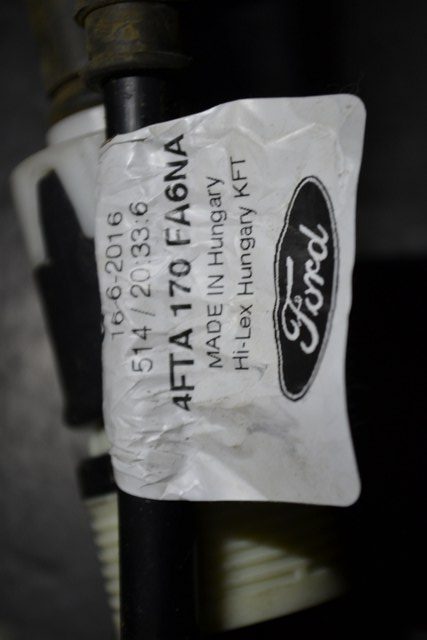 16-6-2016
514 / 20:33:6
4FTA 170 FA6NA
MADE IN Hungary
Hi-Lex Hungary KFT
Ford